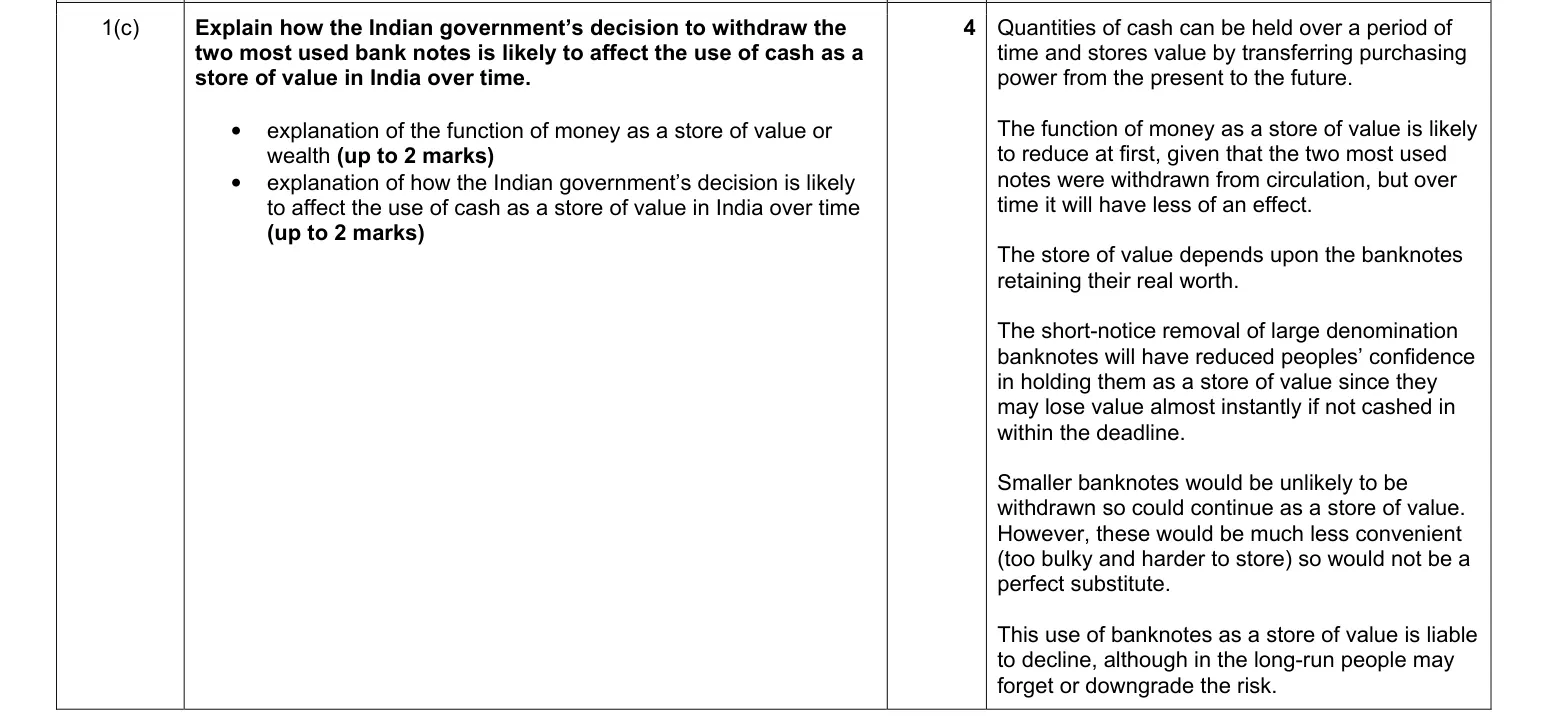 1(c)
Explain how the Indian government’s decision to withdraw the
two most used bank notes is likely to affect the use of cash as a
store of value in India over time.
• explanation of the function of money as a store of value or
wealth (up to 2 marks)
• explanation of how the Indian government’s decision is likely
to affect the use of cash as a store of value in India over time
(up to 2 marks)
4
Quantities of cash can be held over a period of
time and stores value by transferring purchasing
power from the present to the future.
The function of money as a store of value is likely
to reduce at first, given that the two most used
notes were withdrawn from circulation, but over
time it will have less of an effect.
The store of value depends upon the banknotes
retaining their real worth.
The short-notice removal of large denomination
banknotes will have reduced peoples’ confidence
in holding them as a store of value since they
may lose value almost instantly if not cashed in
within the deadline.
Smaller banknotes would be unlikely to be
withdrawn so could continue as a store of value.
However, these would be much less convenient
(too bulky and harder to store) so would not be a
perfect substitute.
This use of banknotes as a store of value is liable
to decline, although in the long-run people may
forget or downgrade the risk.